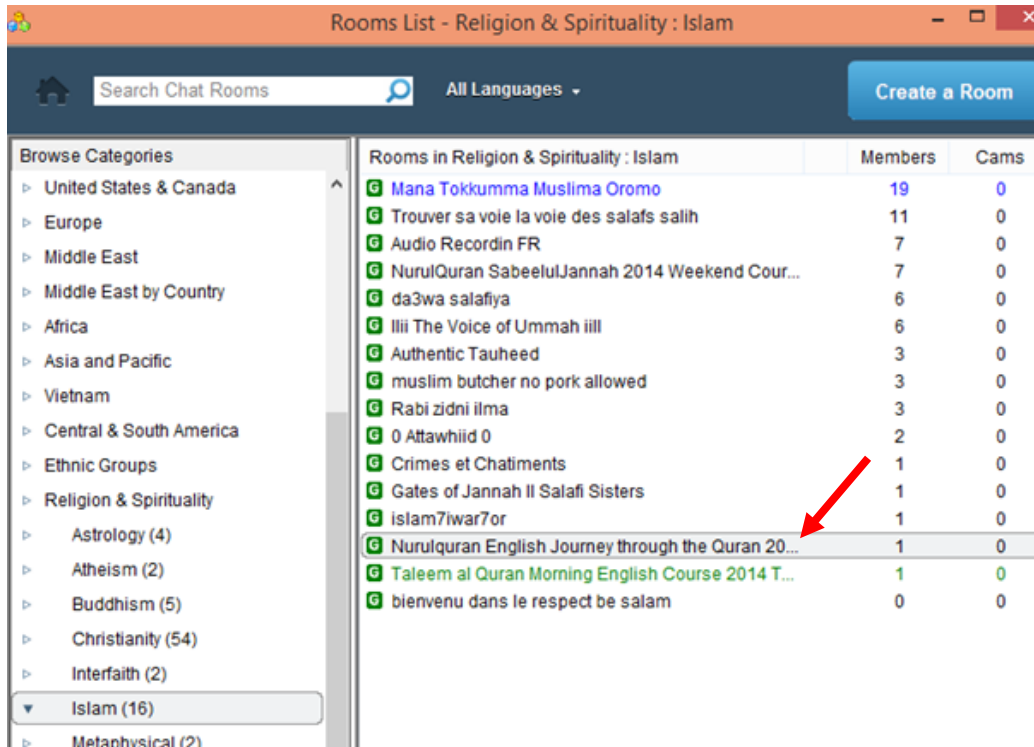 Rooms List - Religion & Spirituality : Islam
Search Chat Rooms
All Languages
Create a Room
Browse Categories
United States & Canada
Europe
Middle East
Middle East by Country
Africa
Asia and Pacific
Vietnam
Central & South America
Ethnic Groups
Religion & Spirituality
Astrology (4)
Atheism (2)
Buddhism (5)
Christianity (54)
Interfaith (2)
Islam (16)
Metaphysical (2)
Rooms in Religion & Spirituality : Islam Members Cams
G Mana Tokkumma Muslima Oromo 19 0
G Trouver sa voie la voie des salafs salih 11 0
G Audio Recordin FR 7 0
G NurulQuran SabeelulJannah 2014 Weekend Cour... 7 0
G da3wa salafiya 6 0
G IIii The Voice of Ummah iiII 6 0
G Authentic Tauheed 3 0
G muslim butcher no pork allowed 3 0
G Rabi zidni ilma 3 0
G 0 Attawhiid 0 2 0
G Crimes et Chatiments 1 0
G Gates of Jannah II Salafi Sisters 1 0
G islam7iwar7or 1 0
G Nurulquran English Journey through the Quran 20... 1 0
G Taleem al Quran Morning English Course 2014 T... 1 0
G bienvenu dans le respect be salam 0 0